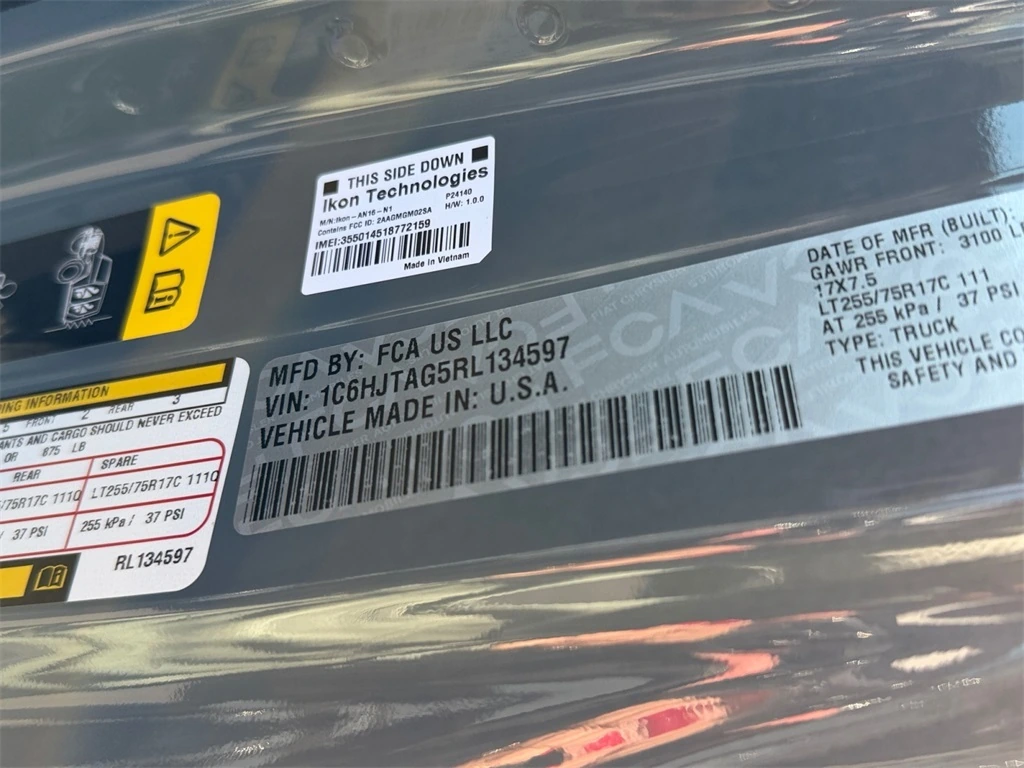 THIS SIDE DOWN
Ikon Technologies
M/N:Ikon-AN16-N1 P24140
Contains FCC ID: 2AAGMGM02SA H/W: 1.0.0
IMEI:355014518772159
Made in Vietnam
MFD BY: FCA US LLC
VIN: 1C6HJTAG5RL134597
VEHICLE MADE IN: U.S.A.
DATE OF MFR (BUILT):
GAWR FRONT: 3100 L
17X7.5
LT255/75R17C 111
AT 255 kPa / 37 PSI
TYPE: TRUCK
THIS VEHICLE CO
SAFETY AND
ING INFORMATION
5 FRONT 2 REAR 3
ANTS AND CARGO SHOULD NEVER EXCEED
OR 875 LB
REAR SPARE
/75R17C 111Q LT255/75R17C 111Q
/ 37 PSI 255 kPa / 37 PSI
RL134597